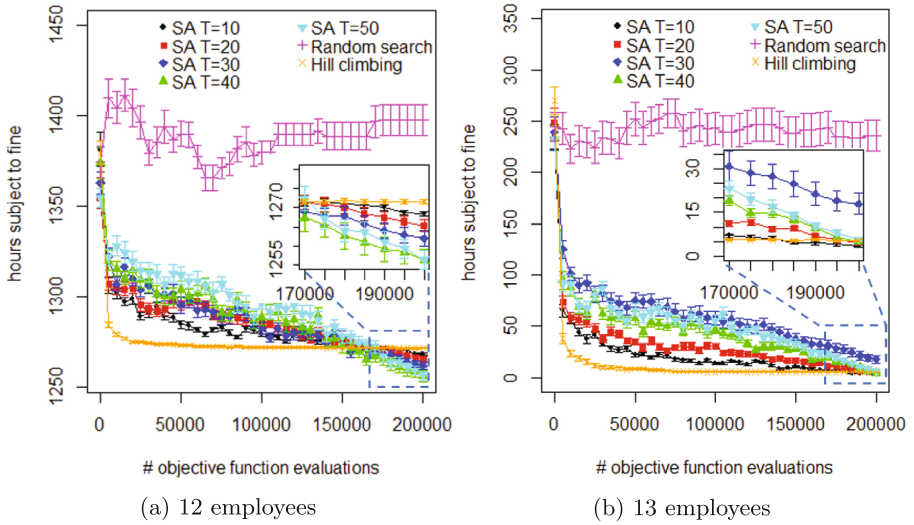 SA T=10
SA T=20
SA T=30
SA T=40
SA T=50
Random search
Hill climbing
hours subject to fine
1450
1400
1350
1300
1250
1270
1255
170000
190000
0
50000
100000
150000
200000
# objective function evaluations
(a) 12 employees
SA T=10
SA T=20
SA T=30
SA T=40
SA T=50
Random search
Hill climbing
hours subject to fine
350
300
250
200
150
100
50
0
30
15
0
170000
190000
0
50000
100000
150000
200000
# objective function evaluations
(b) 13 employees